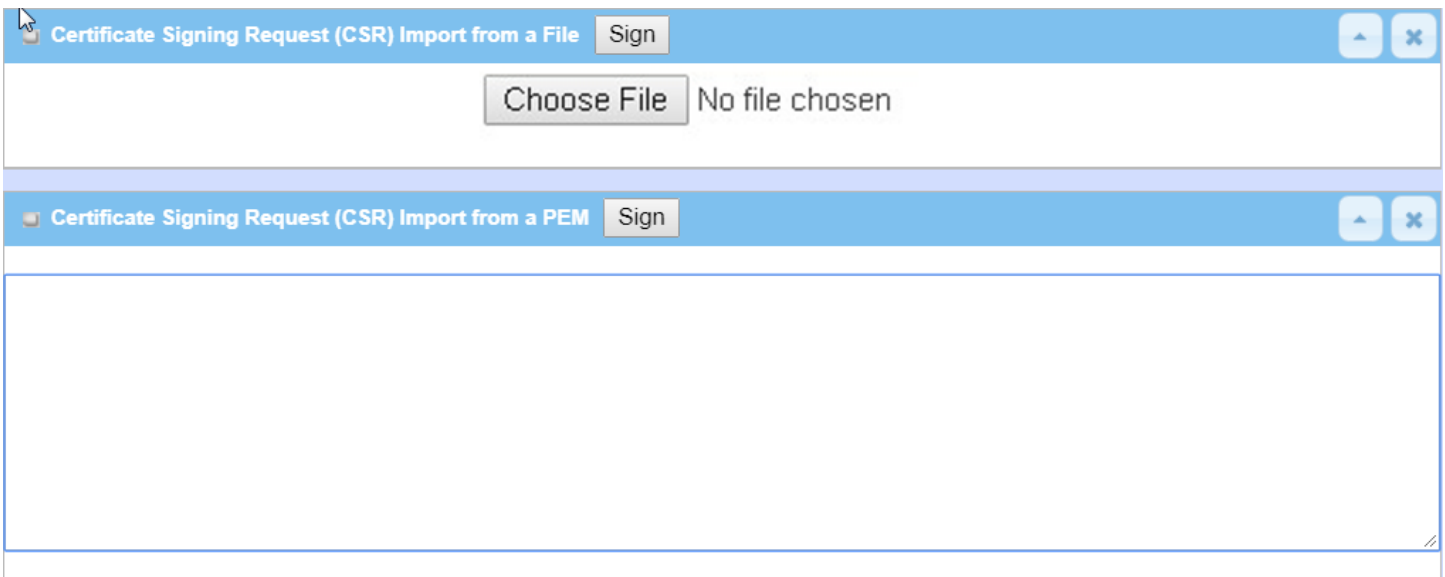 Certificate Signing Request (CSR) Import from a File Sign
Choose File No file chosen
Certificate Signing Request (CSR) Import from a PEM Sign